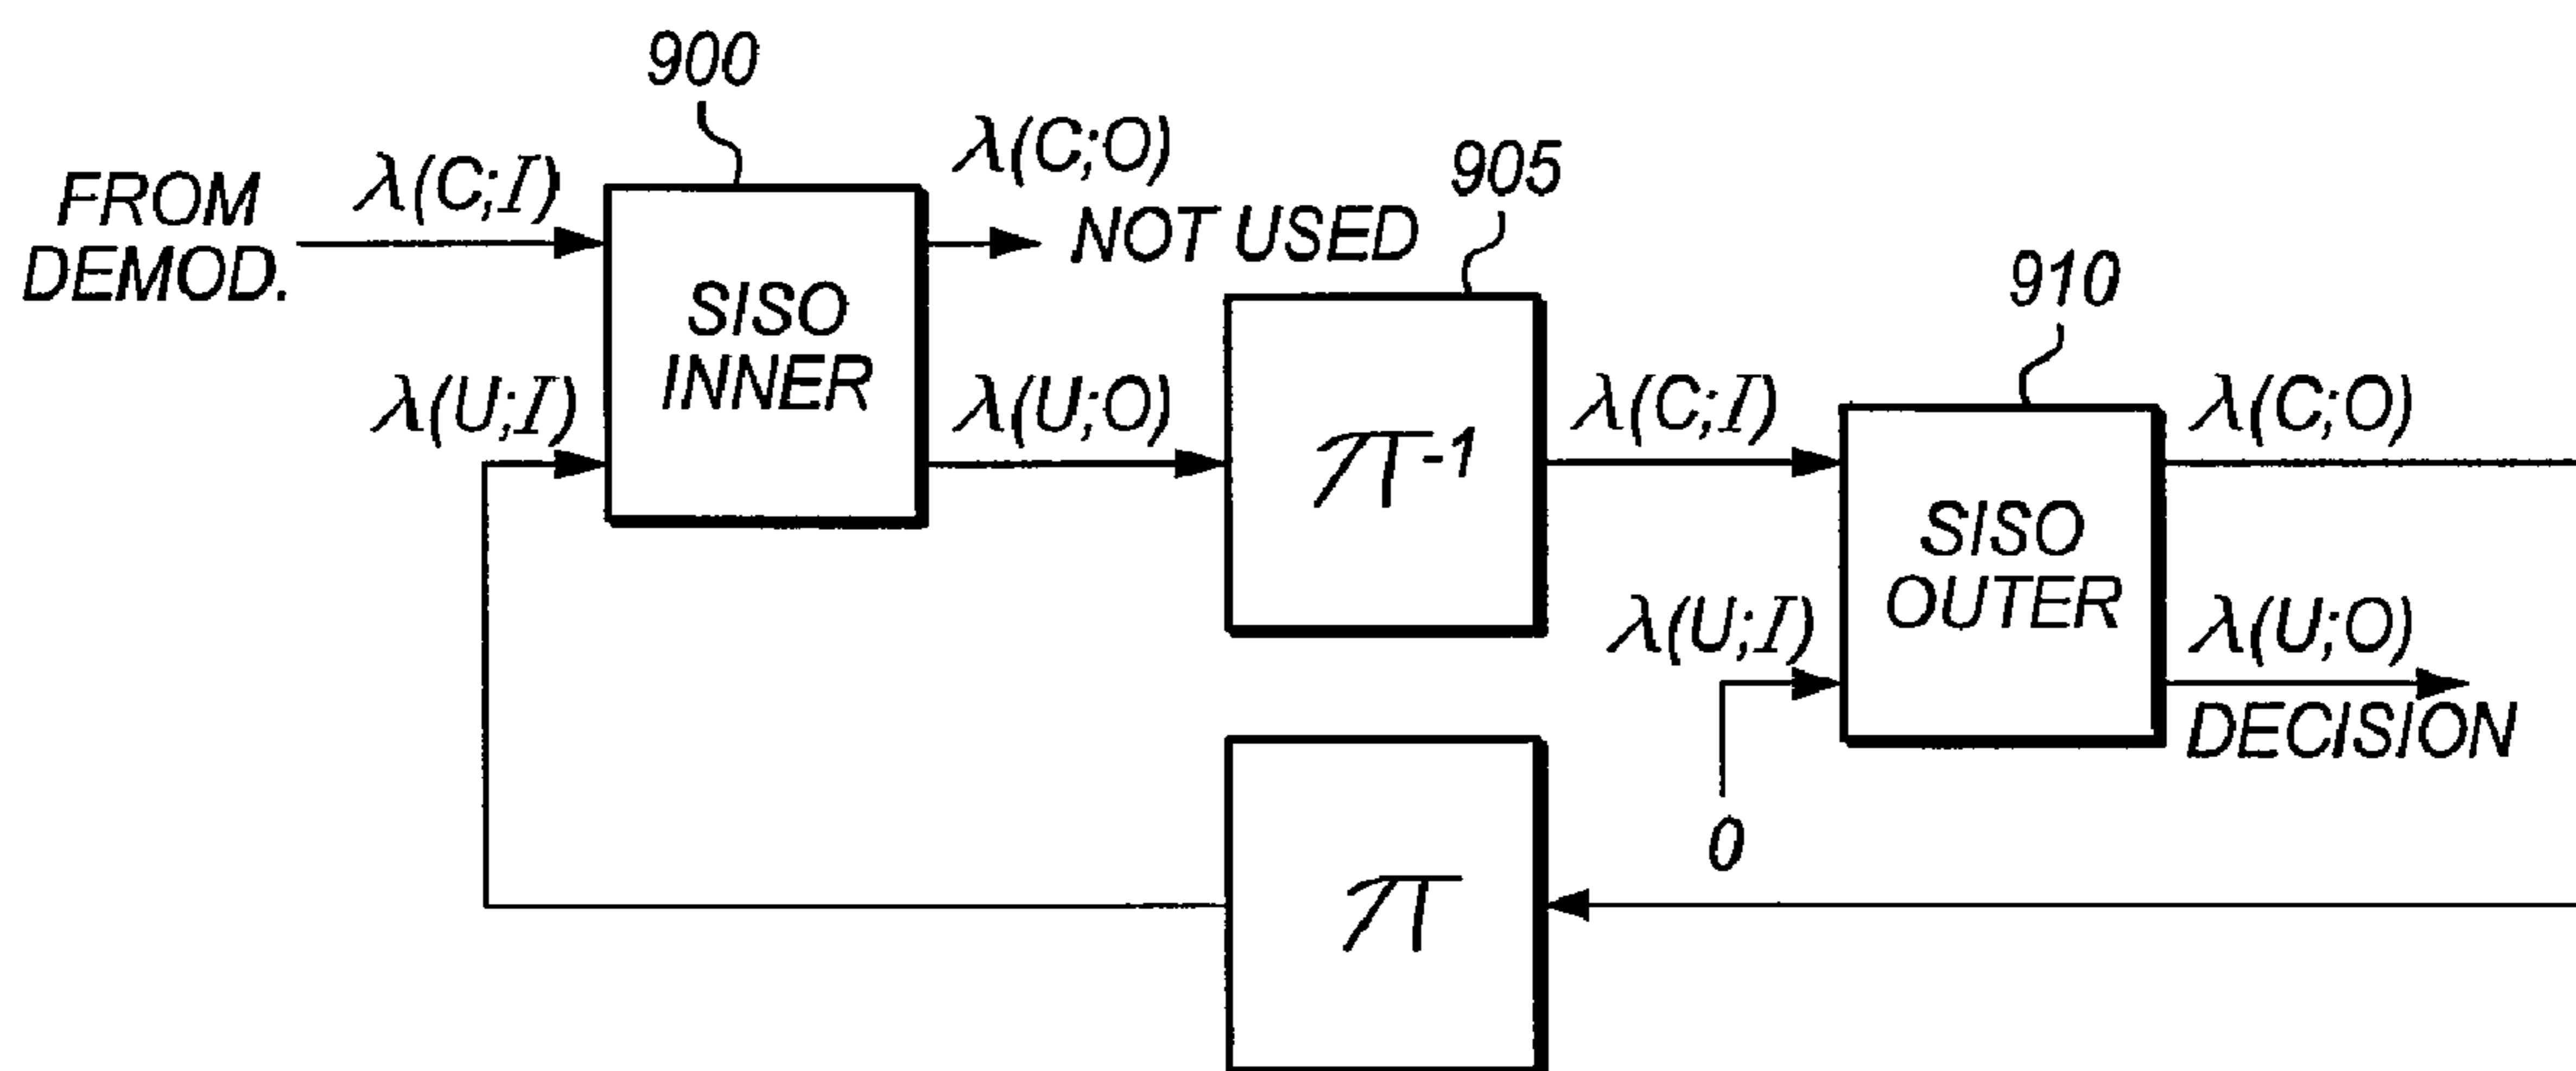 900
λ(C;O)
NOT USED
FROM
DEMOD.
λ(C;I)
SISO
INNER
λ(U;I)
λ(U;O)
905
π-1
λ(C;I)
910
λ(C;O)
SISO
OUTER
λ(U;I)
λ(U;O)
DECISION
0
π